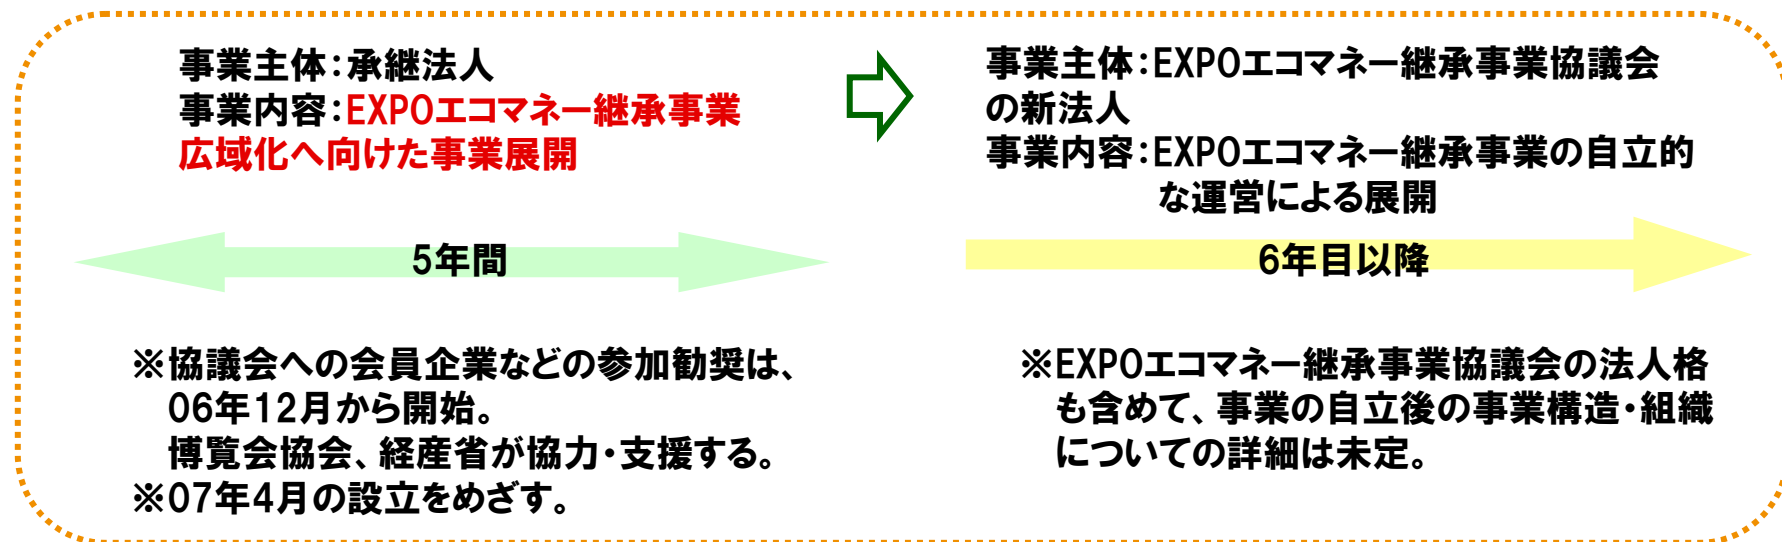 事業主体：承継法人
事業内容：EXPOエコマネー継承事業
広域化へ向けた事業展開
事業主体：EXPOエコマネー継承事業協議会
の新法人
事業内容：EXPOエコマネー継承事業の自立的
な運営による展開
5年間
6年目以降
※協議会への会員企業などの参加勧奨は、
06年12月から開始。
博覧会協会、経産省が協力・支援する。
※07年4月の設立をめざす。
※EXPOエコマネー継承事業協議会の法人格
も含めて、事業の自立後の事業構造・組織
についての詳細は未定。